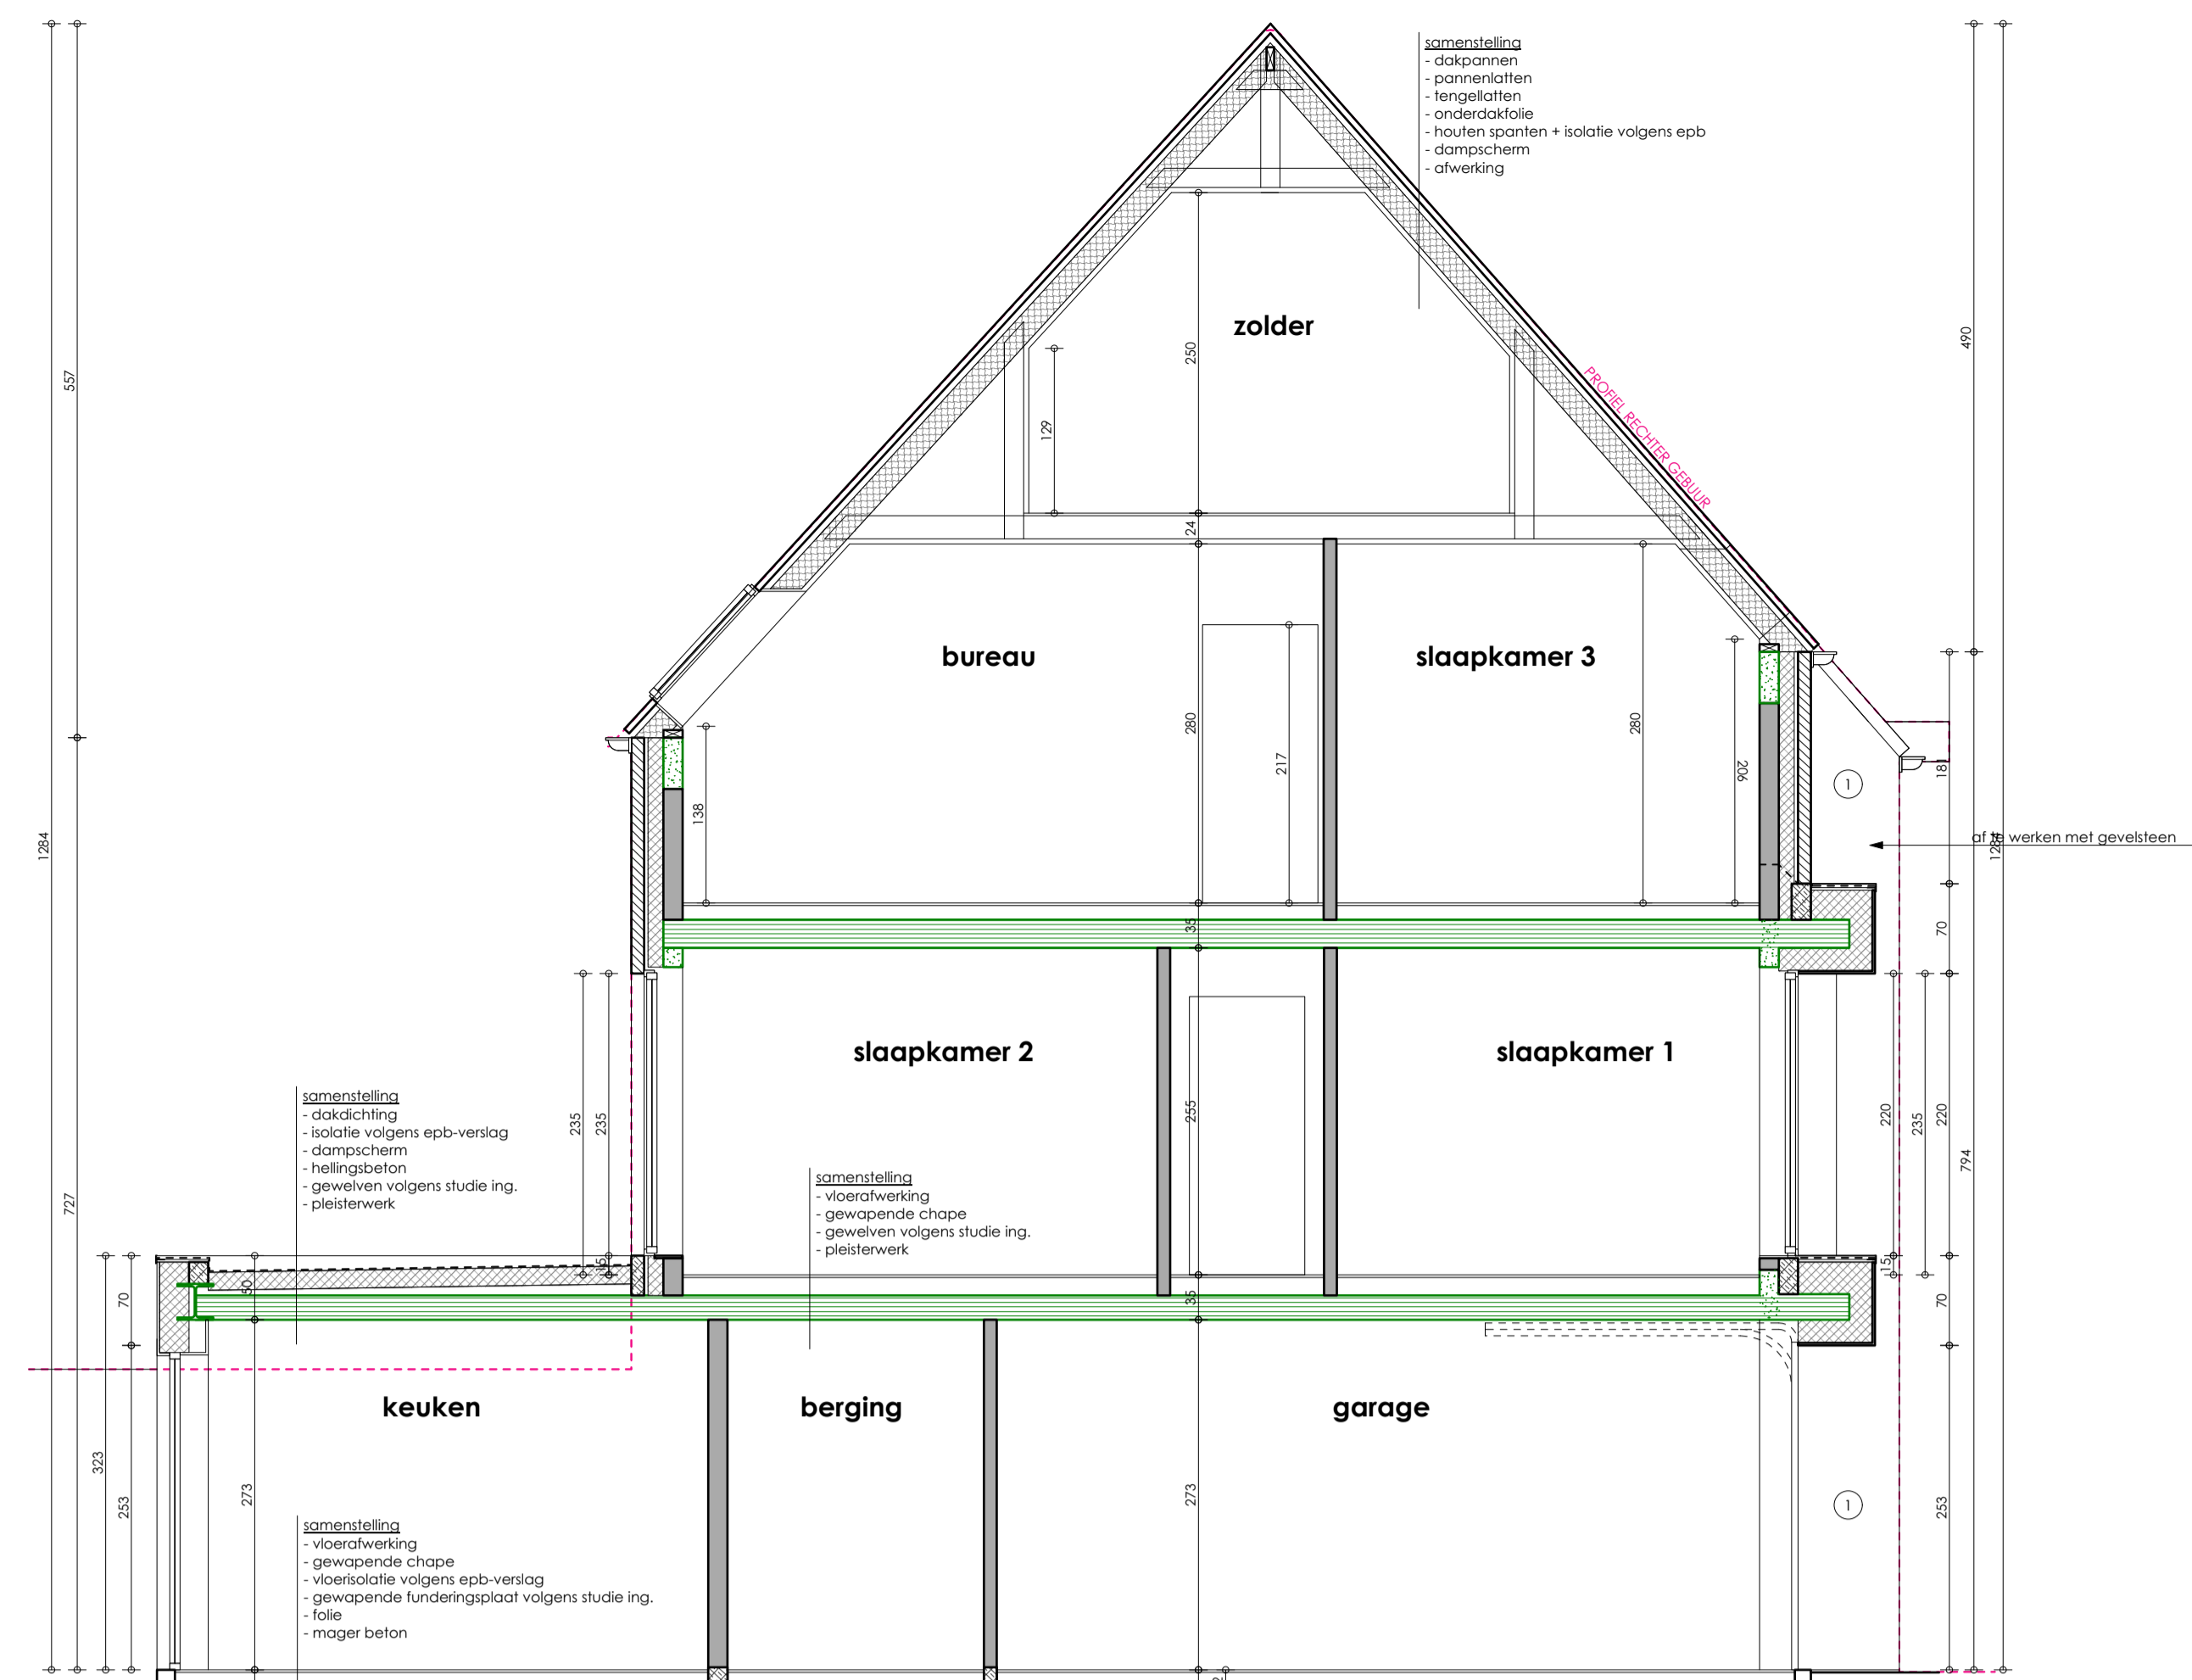 samenstelling
- dakpannen
- pannenlatten
- tengellatten
- onderdakfolie
- houten spanten + isolatie volgens epb
- dampscherm
- afwerking
zolder
PROFIEL RECHTER GEBUUR
557
490
250
129
24
bureau
slaapkamer 3
280
217
280
206
138
181
1
af te werken met gevelsteen
1284
1284
35
70
slaapkamer 2
slaapkamer 1
235
235
255
220
235
220
794
727
samenstelling
- dakdichting
- isolatie volgens epb-verslag
- dampscherm
- hellingsbeton
- gewelven volgens studie ing.
- pleisterwerk
samenstelling
- vloerafwerking
- gewapende chape
- gewelven volgens studie ing.
- pleisterwerk
15
15
50
35
70
70
keuken
berging
garage
323
253
273
273
253
1
samenstelling
- vloerafwerking
- gewapende chape
- vloerisolatie volgens epb-verslag
- gewapende funderingsplaat volgens studie ing.
- folie
- mager beton